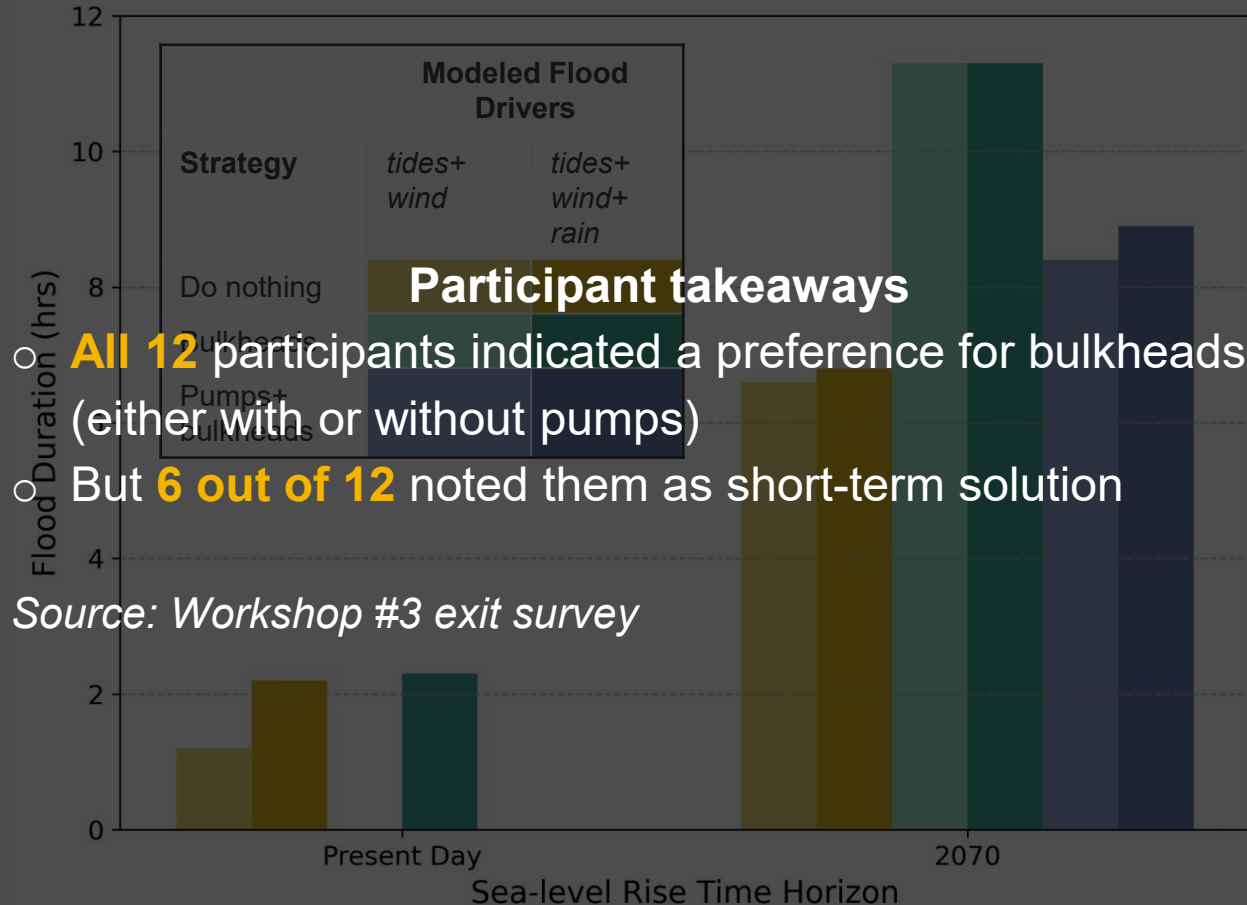 12
10
8
6
4
2
0
Flood Duration (hrs)
Modeled Flood
Drivers
Strategy
tides+
wind
tides+
wind+
rain
Do nothing
Bulkheads
Pumps+
bulkheads
Participant takeaways
o All 12 participants indicated a preference for bulkheads
(either with or without pumps)
o But 6 out of 12 noted them as short-term solution
Source: Workshop #3 exit survey
Present Day
2070
Sea-level Rise Time Horizon